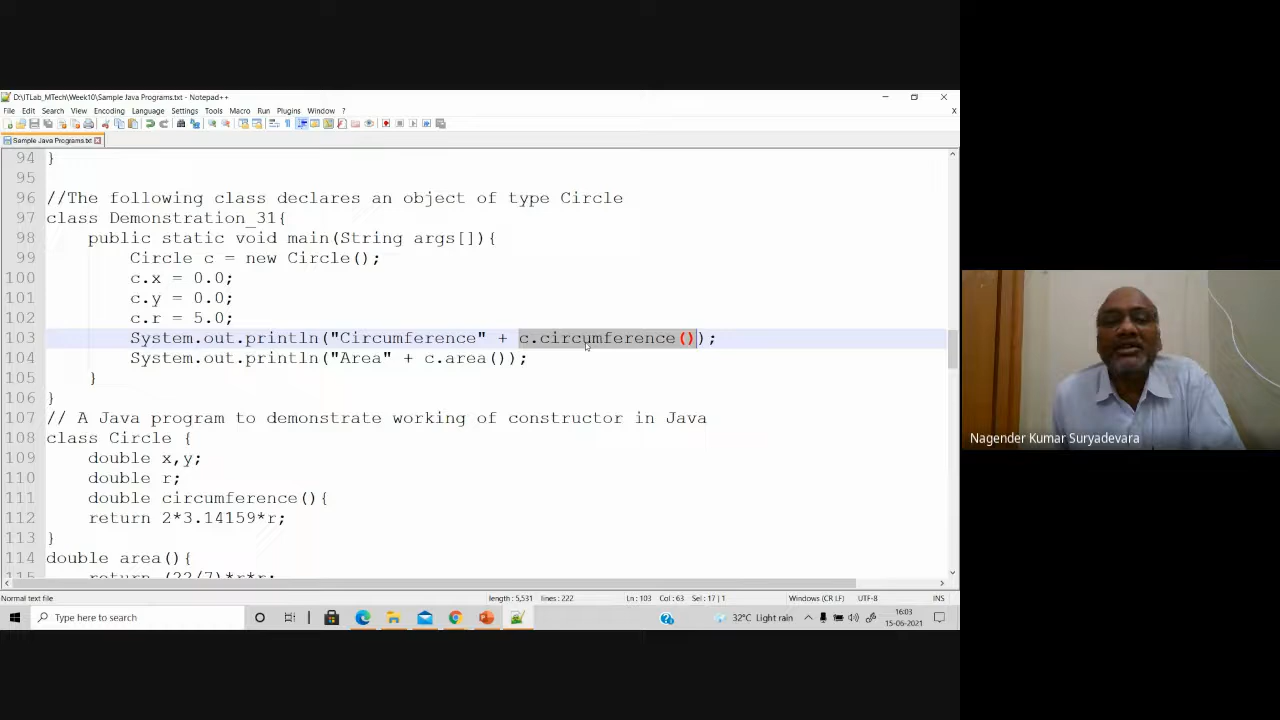 D:\ITLab_MTech\Week10\Sample Java Programs.txt - Notepad++
File Edit Search View Encoding Language Settings Tools Macro Run Plugins Window ?
X
Sample Java Programs.txt
94 }
95
96 //The following class declares an object of type Circle
97 class Demonstration_31{
98 public static void main(String args[]){
99 Circle c = new Circle();
100 c.x = 0.0;
101 c.y = 0.0;
102 c.r = 5.0;
103 System.out.println("Circumference" + c.circumference());
104 System.out.println("Area" + c.area());
105 }
106 }
107 // A Java program to demonstrate working of constructor in Java
108 class Circle {
109 double x,y;
110 double r;
111 double circumference(){
112 return 2*3.14159*r;
113 }
114 double area(){
115 return (22/7)*r*r;
Normal text file length : 5,531 lines : 222 Ln : 103 Col : 63 Sel : 17 | 1 Windows (CR LF) UTF-8 INS
Type here to search 32°C Light rain 16:03
15-06-2021
Nagender Kumar Suryadevara